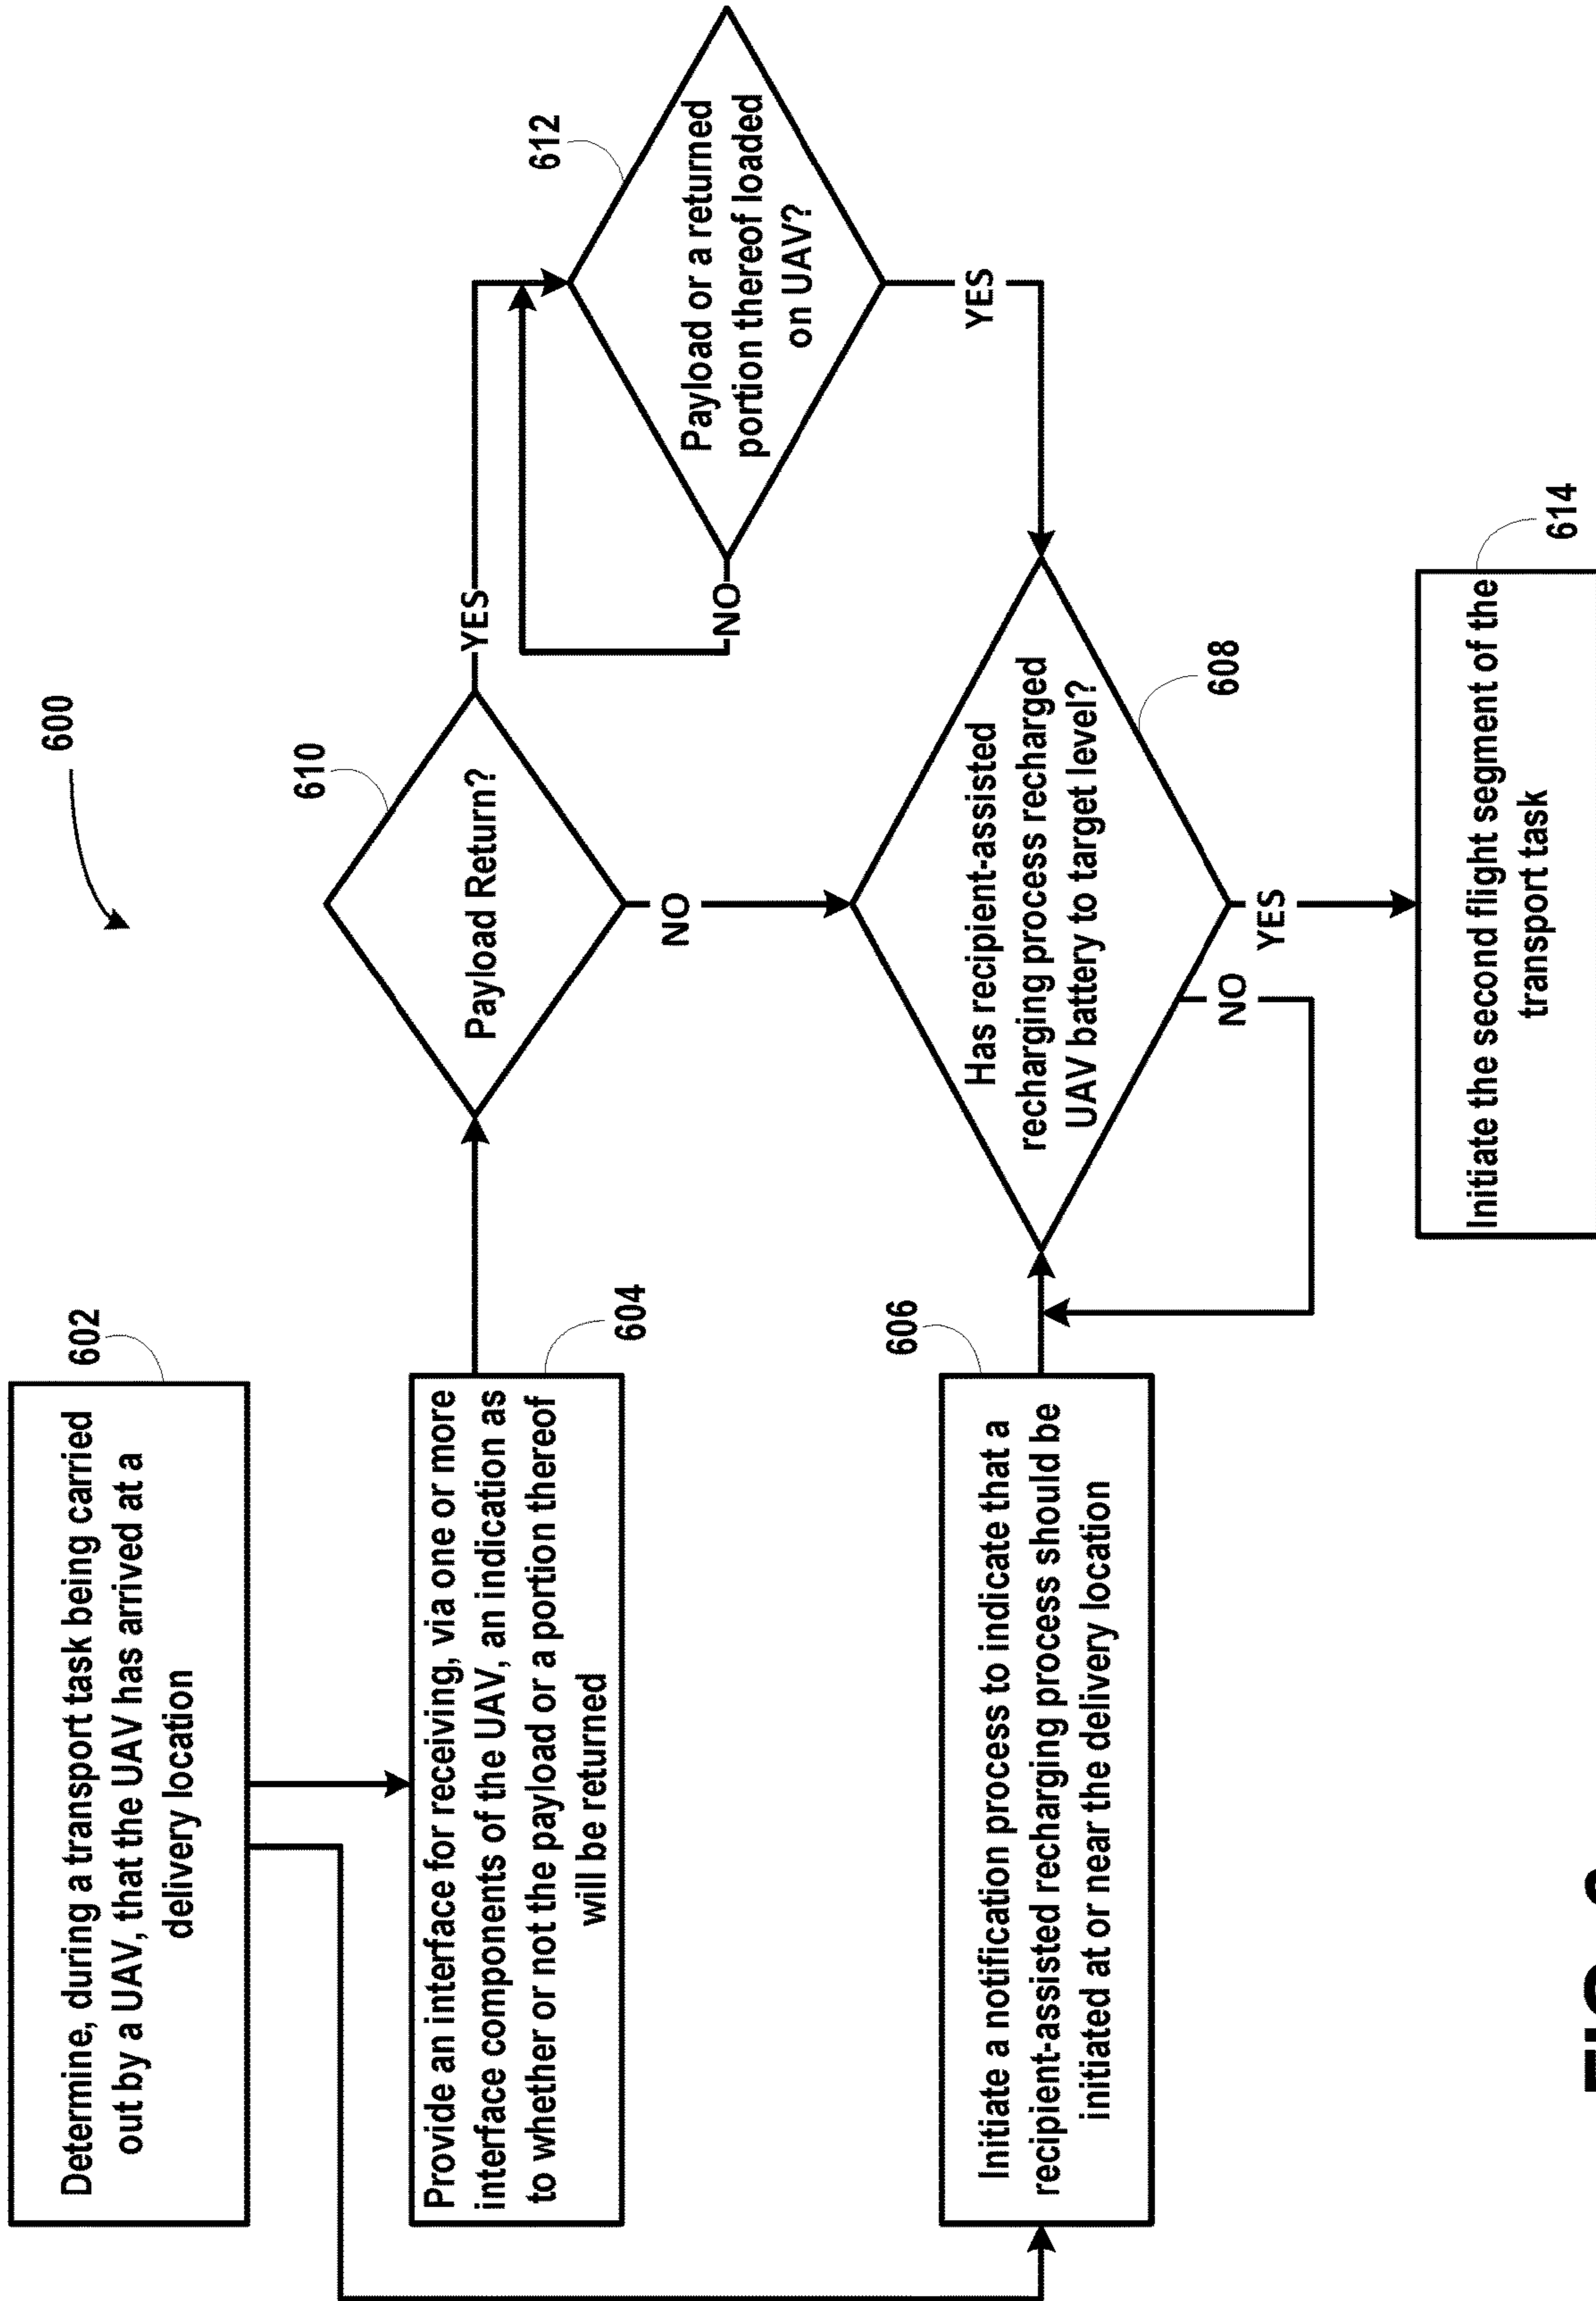 600
602
Determine, during a transport task being carried
out by a UAV, that the UAV has arrived at a
delivery location
604
Provide an interface for receiving, via one or more
interface components of the UAV, an indication as
to whether or not the payload or a portion thereof
will be returned
610
Payload Return?
YES
NO
612
Payload or a returned
portion thereof loaded
on UAV?
NO
YES
606
Initiate a notification process to indicate that a
recipient-assisted recharging process should be
initiated at or near the delivery location
608
Has recipient-assisted
recharging process recharged
UAV battery to target level?
NO
YES
614
Initiate the second flight segment of the
transport task